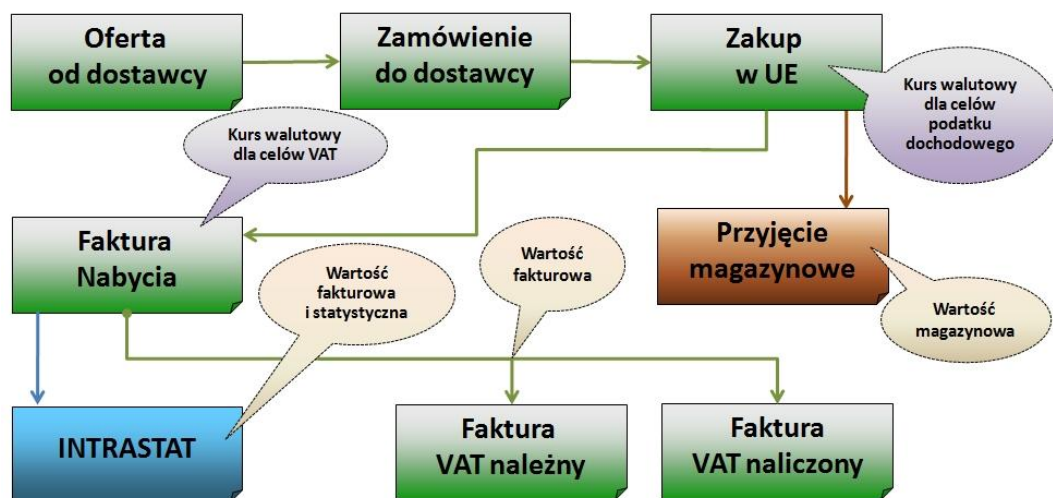 Oferta
od dostawcy
Zamówienie
do dostawcy
Zakup
w UE
Kurs walutowy
dla celów
podatku
dochodowego
Kurs walutowy
dla celów VAT
Faktura
Nabycia
Wartość
fakturowa
i statystyczna
Wartość
fakturowa
Przyjęcie
magazynowe
Wartość
magazynowa
INTRASTAT
Faktura
VAT należny
Faktura
VAT naliczony